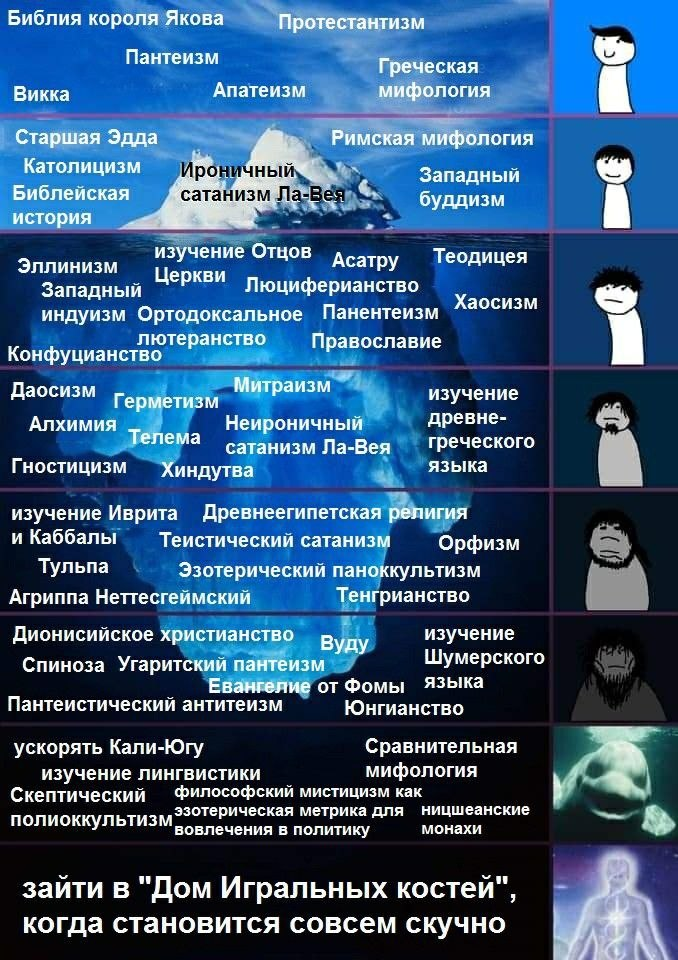 Библия короля Якова
Протестантизм
Пантеизм
Греческая
мифология
Викка
Апатеизм
Старшая Эдда
Римская мифология
Католицизм
Ироничный
сатанизм Ла-Вея
Западный
буддизм
Библейская
история
Эллинизм
изучение Отцов
Церкви
Асатру
Теодицея
Западный
индуизм
Люциферианство
Хаосизм
Ортодоксальное
лютеранство
Панентеизм
Православие
Конфуцианство
Даосизм
Герметизм
Митраизм
изучение
древне-
греческого
языка
Алхимия
Телема
Неироничный
сатанизм Ла-Вея
Гностицизм
Хиндутва
изучение Иврита
и Каббалы
Древнеегипетская религия
Теистический сатанизм
Орфизм
Тульпа
Эзотерический паноккультизм
Агриппа Неттесгеймский
Тенгрианство
Дионисийское христианство
Вуду
изучение
Шумерского
языка
Спиноза
Угаритский пантеизм
Евангелие от Фомы
Пантеистический антитеизм
Юнгианство
ускорять Кали-Югу
Сравнительная
мифология
изучение лингвистики
Скептический
полиоккультизм
философский мистицизм как
эзотерическая метрика для
вовлечения в политику
ницшеанские
монахи
зайти в "Дом Игральных костей",
когда становится совсем скучно